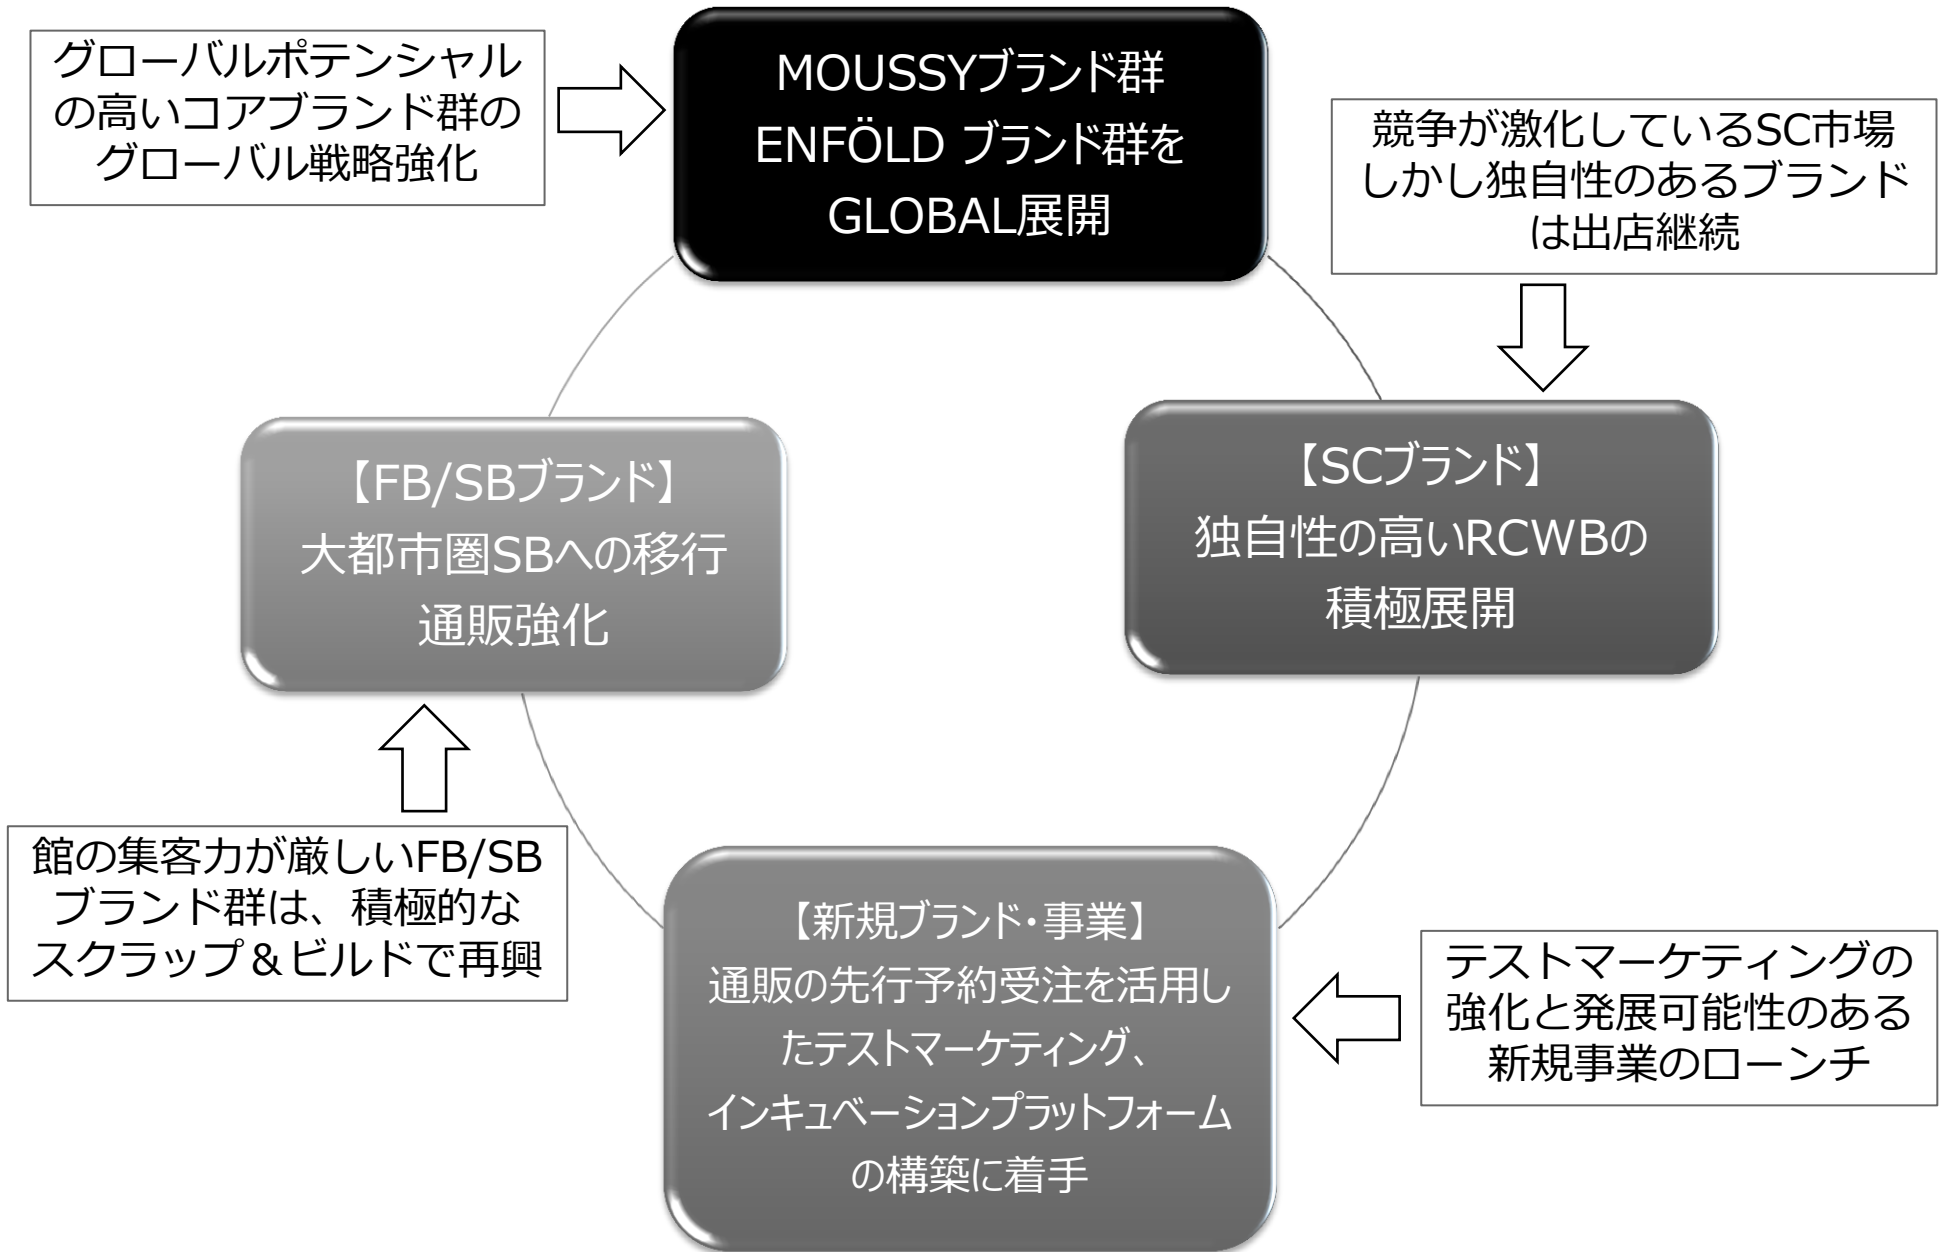 グローバルポテンシャル
の高いコアブランド群の
グローバル戦略強化
MOUSSYブランド群
ENFÖLD ブランド群を
GLOBAL展開
競争が激化しているSC市場
しかし独自性のあるブランド
は出店継続
【FB/SBブランド】
大都市圏SBへの移行
通販強化
【SCブランド】
独自性の高いRCWBの
積極展開
館の集客力が厳しいFB/SB
ブランド群は、積極的な
スクラップ＆ビルドで再興
【新規ブランド・事業】
通販の先行予約受注を活用し
たテストマーケティング、
インキュベーションプラットフォーム
の構築に着手
テストマーケティングの
強化と発展可能性のある
新規事業のローンチ